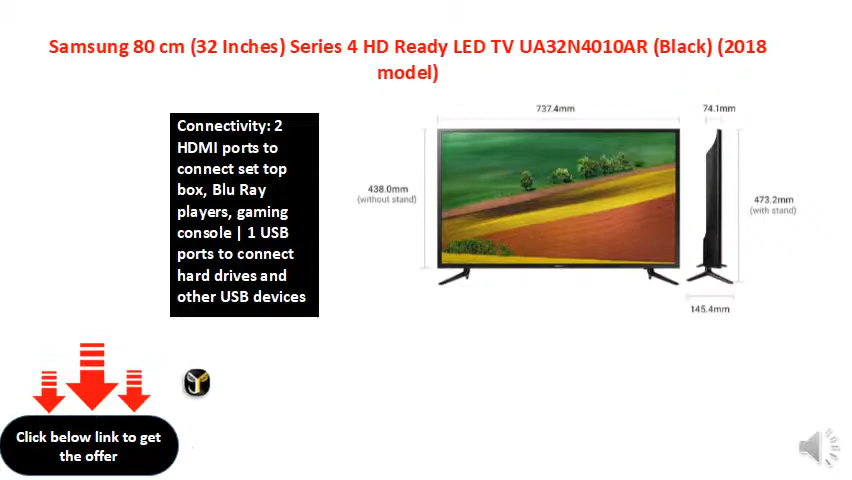 Samsung 80 cm (32 Inches) Series 4 HD Ready LED TV UA32N4010AR (Black) (2018
model)
Connectivity: 2
HDMI ports to
connect set top
box, Blu Ray
players, gaming
console | 1 USB
ports to connect
hard drives and
other USB devices
737.4mm
74.1mm
438.0mm
(without stand)
473.2mm
(with stand)
145.4mm
Click below link to get
the offer